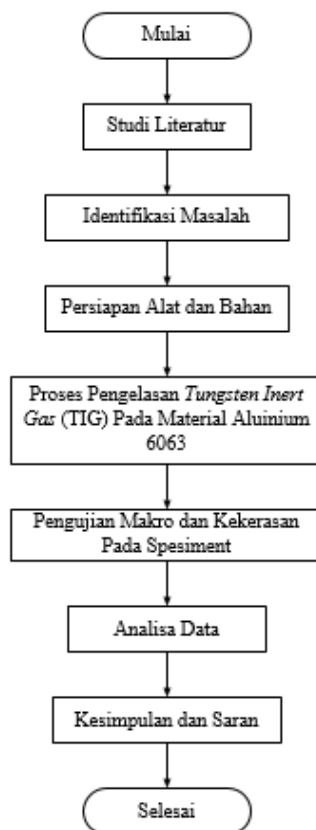 Mulai
Studi Literatur
Identifikasi Masalah
Persiapan Alat dan Bahan
Proses Pengelasan Tungsten Inert
Gas (TIG) Pada Material Aluinium
6063
Pengujian Makro dan Kekerasan
Pada Spesiment
Analisa Data
Kesimpulan dan Saran
Selesai